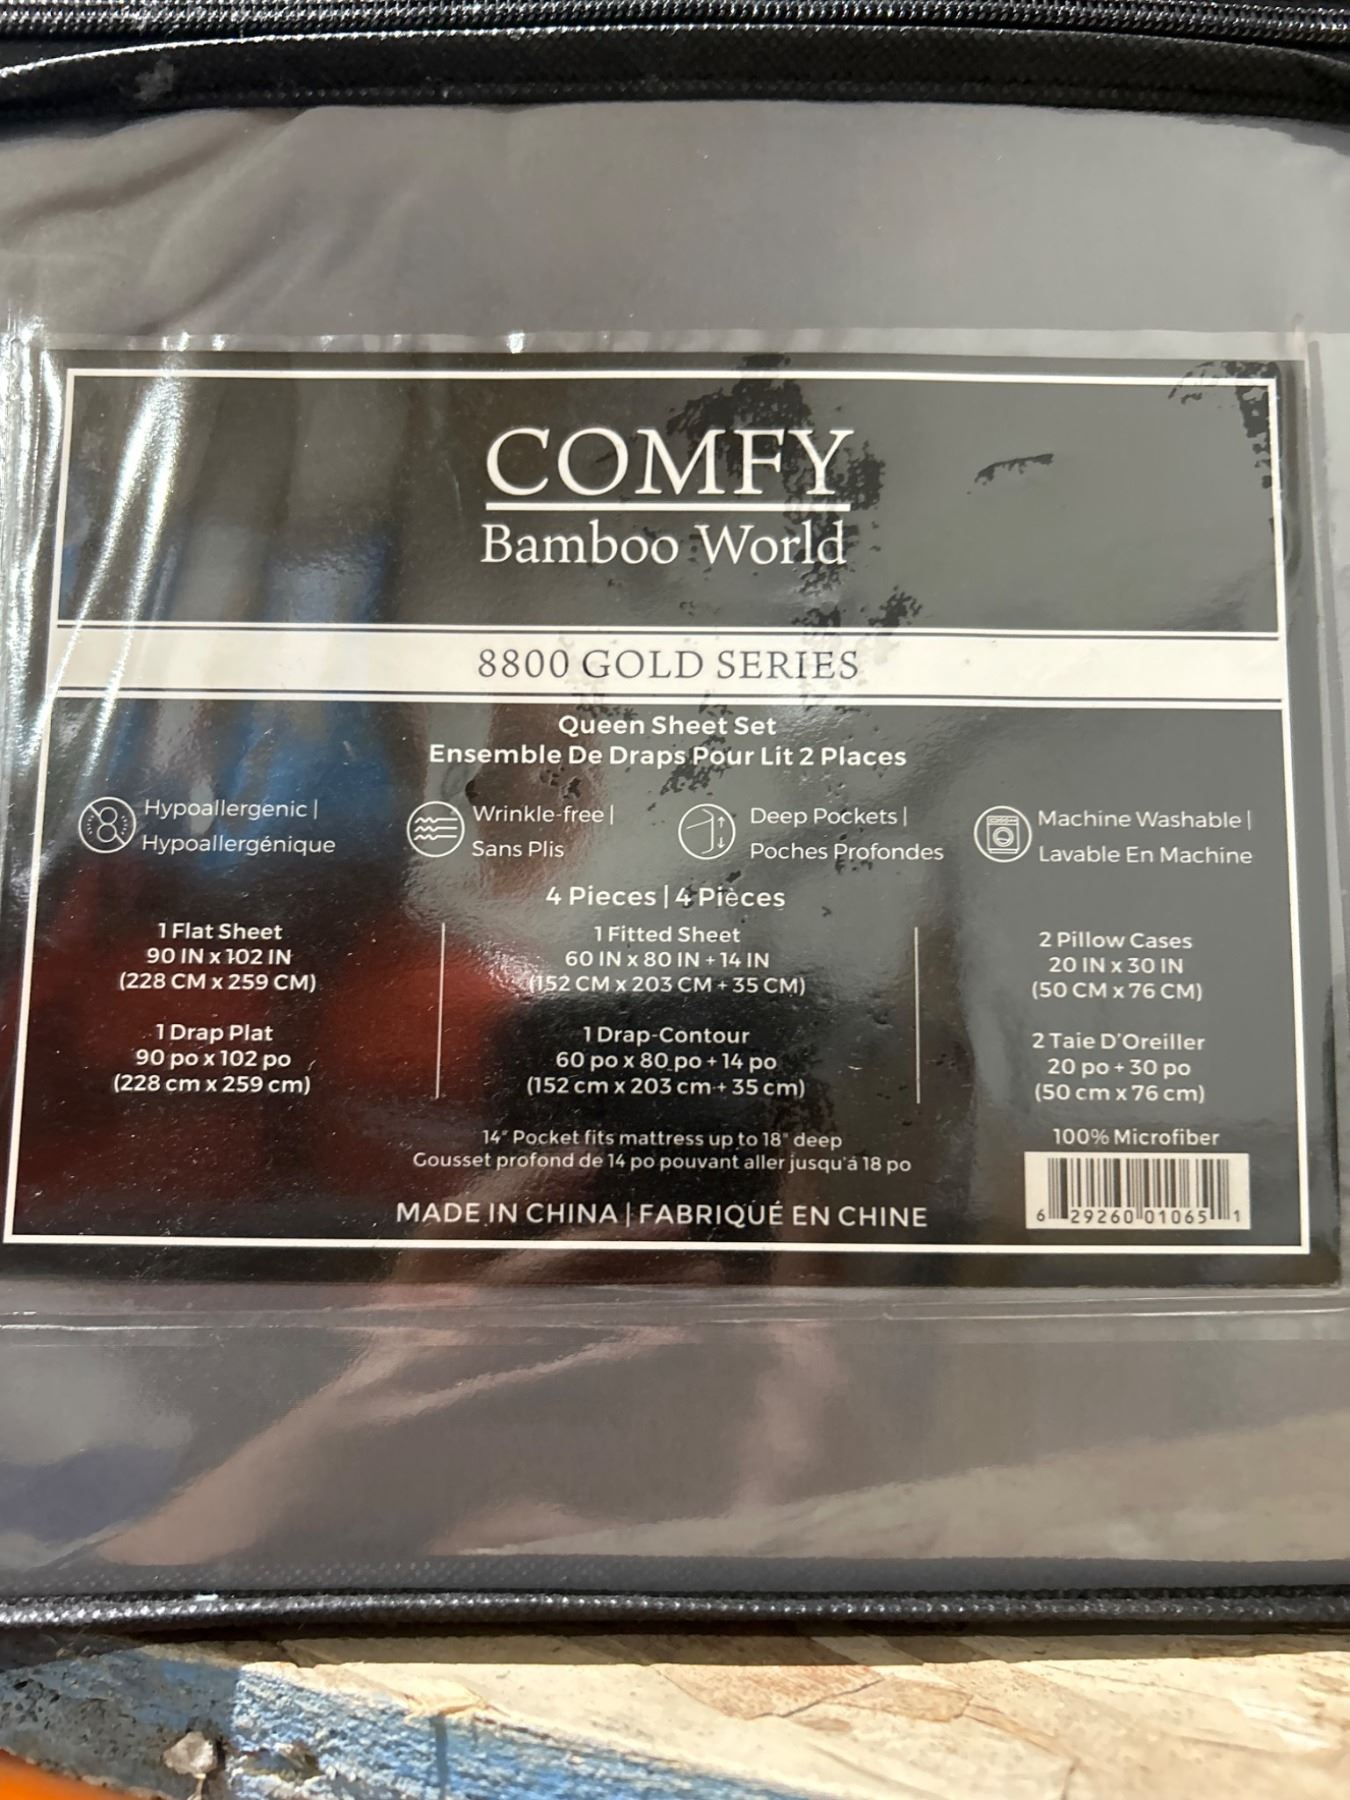 COMFY
Bamboo World
8800 GOLD SERIES
Queen Sheet Set
Ensemble De Draps Pour Lit 2 Places
Hypoallergenic |
Hypoallergénique
Wrinkle-free |
Sans Plis
Deep Pockets |
Poches Profondes
Machine Washable |
Lavable En Machine
4 Pieces | 4 Pièces
1 Flat Sheet
90 IN x 102 IN
(228 CM x 259 CM)
1 Drap Plat
90 po x 102 po
(228 cm x 259 cm)
1 Fitted Sheet
60 IN x 80 IN + 14 IN
(152 CM x 203 CM + 35 CM)
1 Drap-Contour
60 po x 80 po + 14 po
(152 cm x 203 cm + 35 cm)
2 Pillow Cases
20 IN x 30 IN
(50 CM x 76 CM)
2 Taie D'Oreiller
20 po + 30 po
(50 cm x 76 cm)
14" Pocket fits mattress up to 18" deep
Gousset profond de 14 po pouvant aller jusqu'á 18 po
MADE IN CHINA | FABRIQUÉ EN CHINE
100% Microfiber
6 29260 01065 1